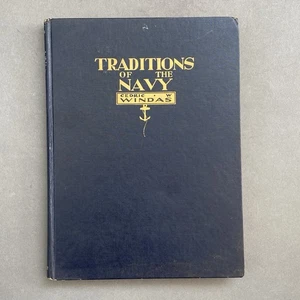 TRADITIONS
OF THE
NAVY
CEDRIC W
WINDAS